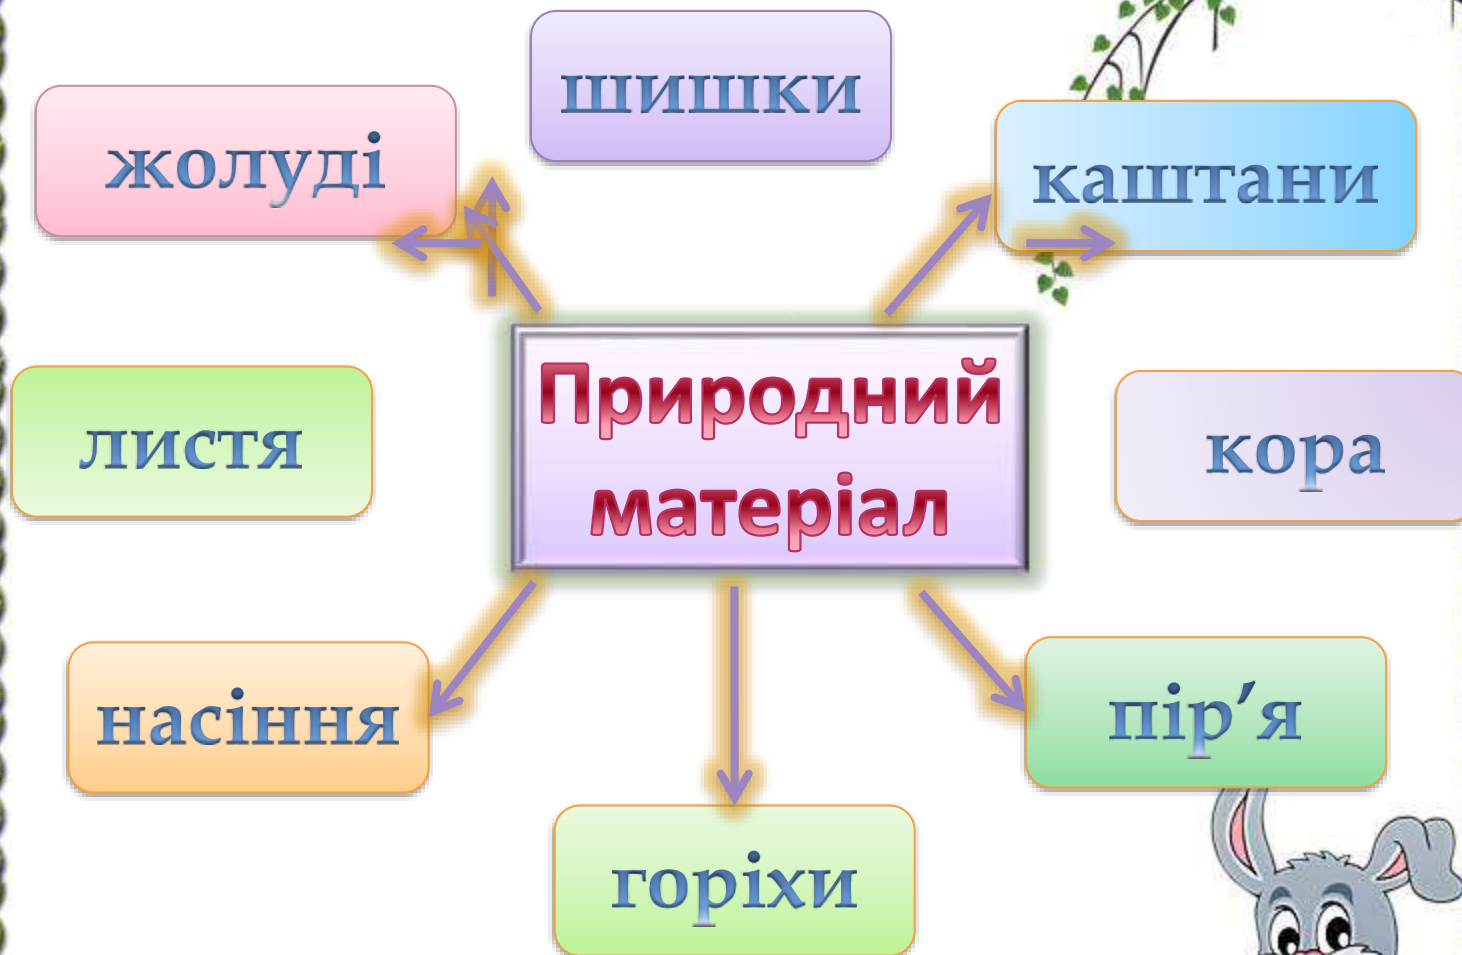 шишки
жолуді
каштани
Природний
матеріал
листя
кора
насіння
пір’я
горіхи